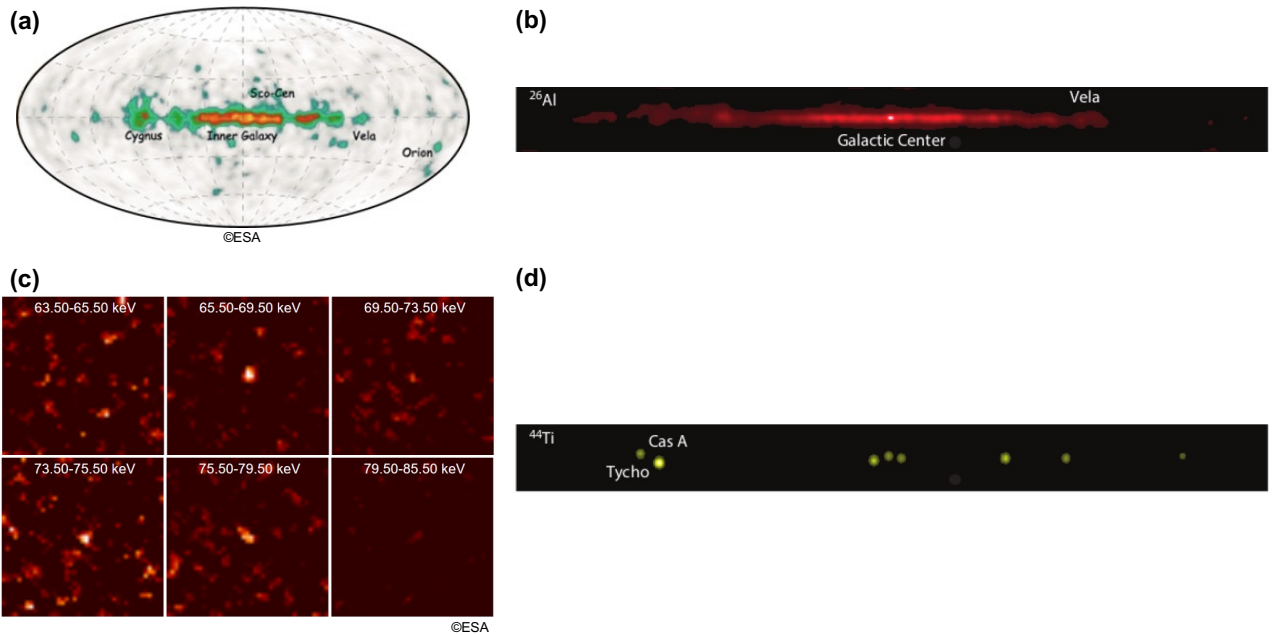 (a)
Sco-Cen
Cygnus
Inner Galaxy
Vela
Orion
©ESA
(b)
²⁶Al
Vela
Galactic Center
(c)
63.50-65.50 keV
65.50-69.50 keV
69.50-73.50 keV
73.50-75.50 keV
75.50-79.50 keV
79.50-85.50 keV
©ESA
(d)
⁴⁴Ti
Cas A
Tycho